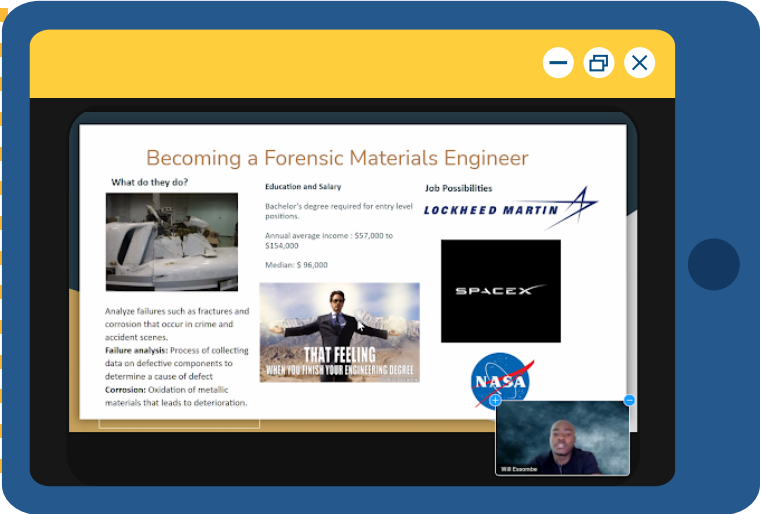 Becoming a Forensic Materials Engineer
What do they do?
Analyze failures such as fractures and
corrosion that occur in crime and
accident scenes.
Failure analysis: Process of collecting
data on defective components to
determine a cause of defect
Corrosion: Oxidation of metallic
materials that leads to deterioration.
Education and Salary
Bachelor's degree required for entry level
positions.
Annual average income : $57,000 to
$154,000
Median: $ 96,000
THAT FEELING
WHEN YOU FINISH YOUR ENGINEERING DEGREE
Job Possibilities
LOCKHEED MARTIN
SPACEX
NASA
Will Essombe